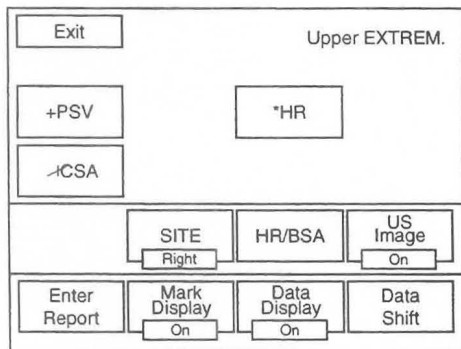 Exit
Upper EXTREM.
+PSV
*HR
+CSA
SITE
Right
HR/BSA
US
Image
On
Enter
Report
Mark
Display
On
Data
Display
On
Data
Shift